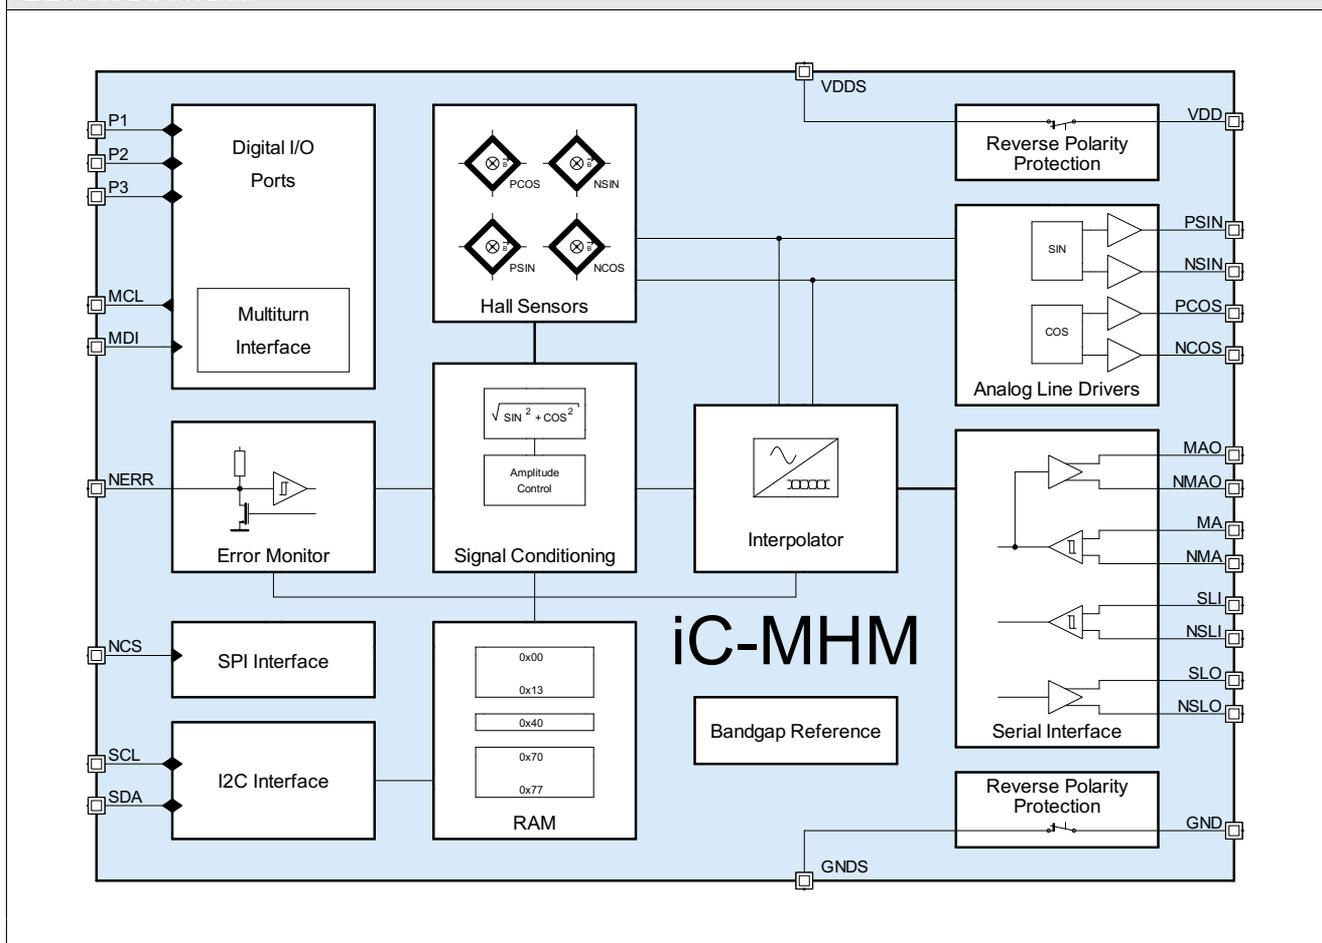 VDDS
P1
P2
P3
MCL
MDI
NERR
NCS
SCL
SDA
Digital I/O
Ports
Multiturn
Interface
PCOS
NSIN
PSIN
NCOS
B
B
B
B
Hall Sensors
Reverse Polarity
Protection
VDD
SIN
COS
Analog Line Drivers
PSIN
NSIN
PCOS
NCOS
Error Monitor
√SIN² + COS²
Amplitude
Control
Signal Conditioning
Interpolator
MAO
NMAO
MA
NMA
SLI
NSLI
SLO
NSLO
Serial Interface
SPI Interface
I2C Interface
0x00
0x13
0x40
0x70
0x77
RAM
iC-MHM
Bandgap Reference
Reverse Polarity
Protection
GND
GNDS